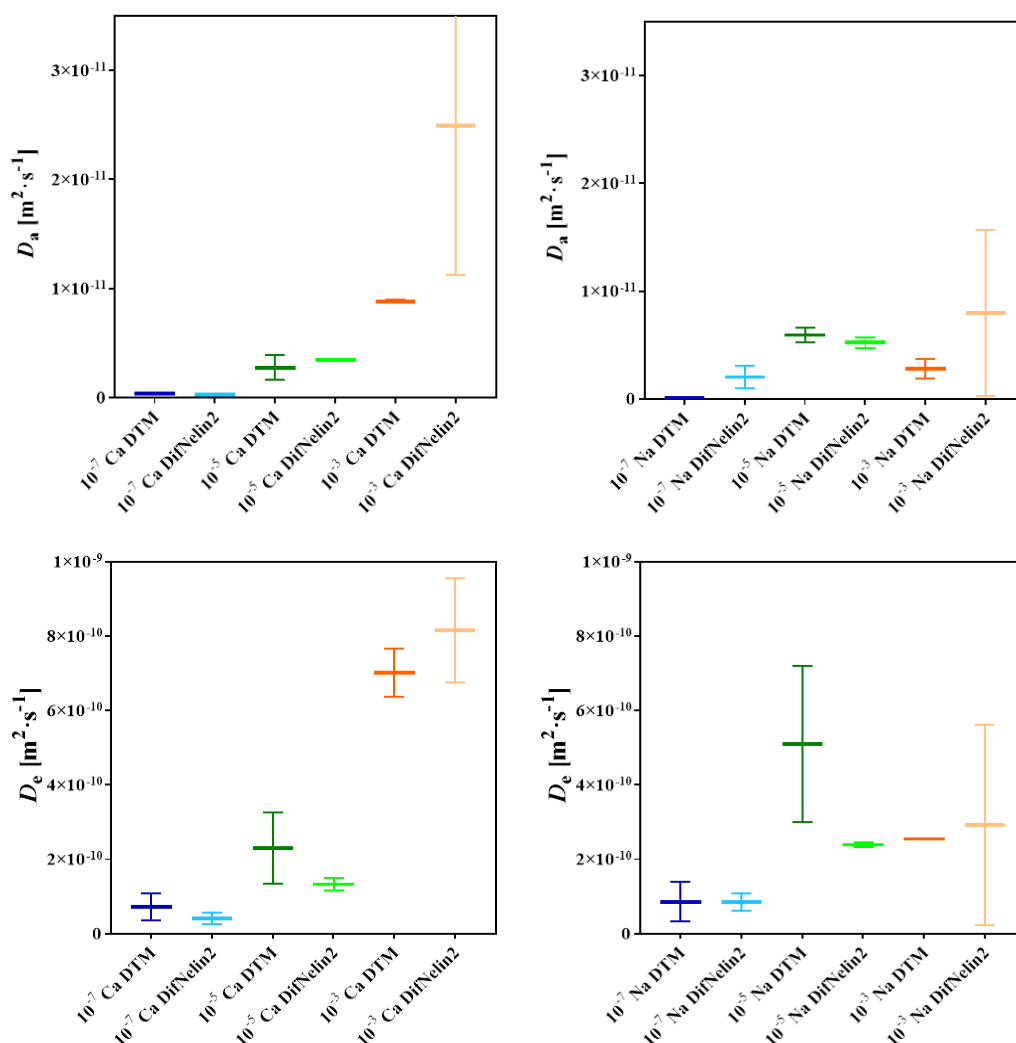 3×10⁻¹¹
2×10⁻¹¹
1×10⁻¹¹
0
Dₐ [m²·s⁻¹]
10⁻⁷ Ca DTM
10⁻⁷ Ca DifNelin2
10⁻⁵ Ca DTM
10⁻⁵ Ca DifNelin2
10⁻³ Ca DTM
10⁻³ Ca DifNelin2
3×10⁻¹¹
2×10⁻¹¹
1×10⁻¹¹
0
Dₐ [m²·s⁻¹]
10⁻⁷ Na DTM
10⁻⁷ Na DifNelin2
10⁻⁵ Na DTM
10⁻⁵ Na DifNelin2
10⁻³ Na DTM
10⁻³ Na DifNelin2
1×10⁻⁹
8×10⁻¹⁰
6×10⁻¹⁰
4×10⁻¹⁰
2×10⁻¹⁰
0
Dₑ [m²·s⁻¹]
10⁻⁷ Ca DTM
10⁻⁷ Ca DifNelin2
10⁻⁵ Ca DTM
10⁻⁵ Ca DifNelin2
10⁻³ Ca DTM
10⁻³ Ca DifNelin2
1×10⁻⁹
8×10⁻¹⁰
6×10⁻¹⁰
4×10⁻¹⁰
2×10⁻¹⁰
0
Dₑ [m²·s⁻¹]
10⁻⁷ Na DTM
10⁻⁷ Na DifNelin2
10⁻⁵ Na DTM
10⁻⁵ Na DifNelin2
10⁻³ Na DTM
10⁻³ Na DifNelin2